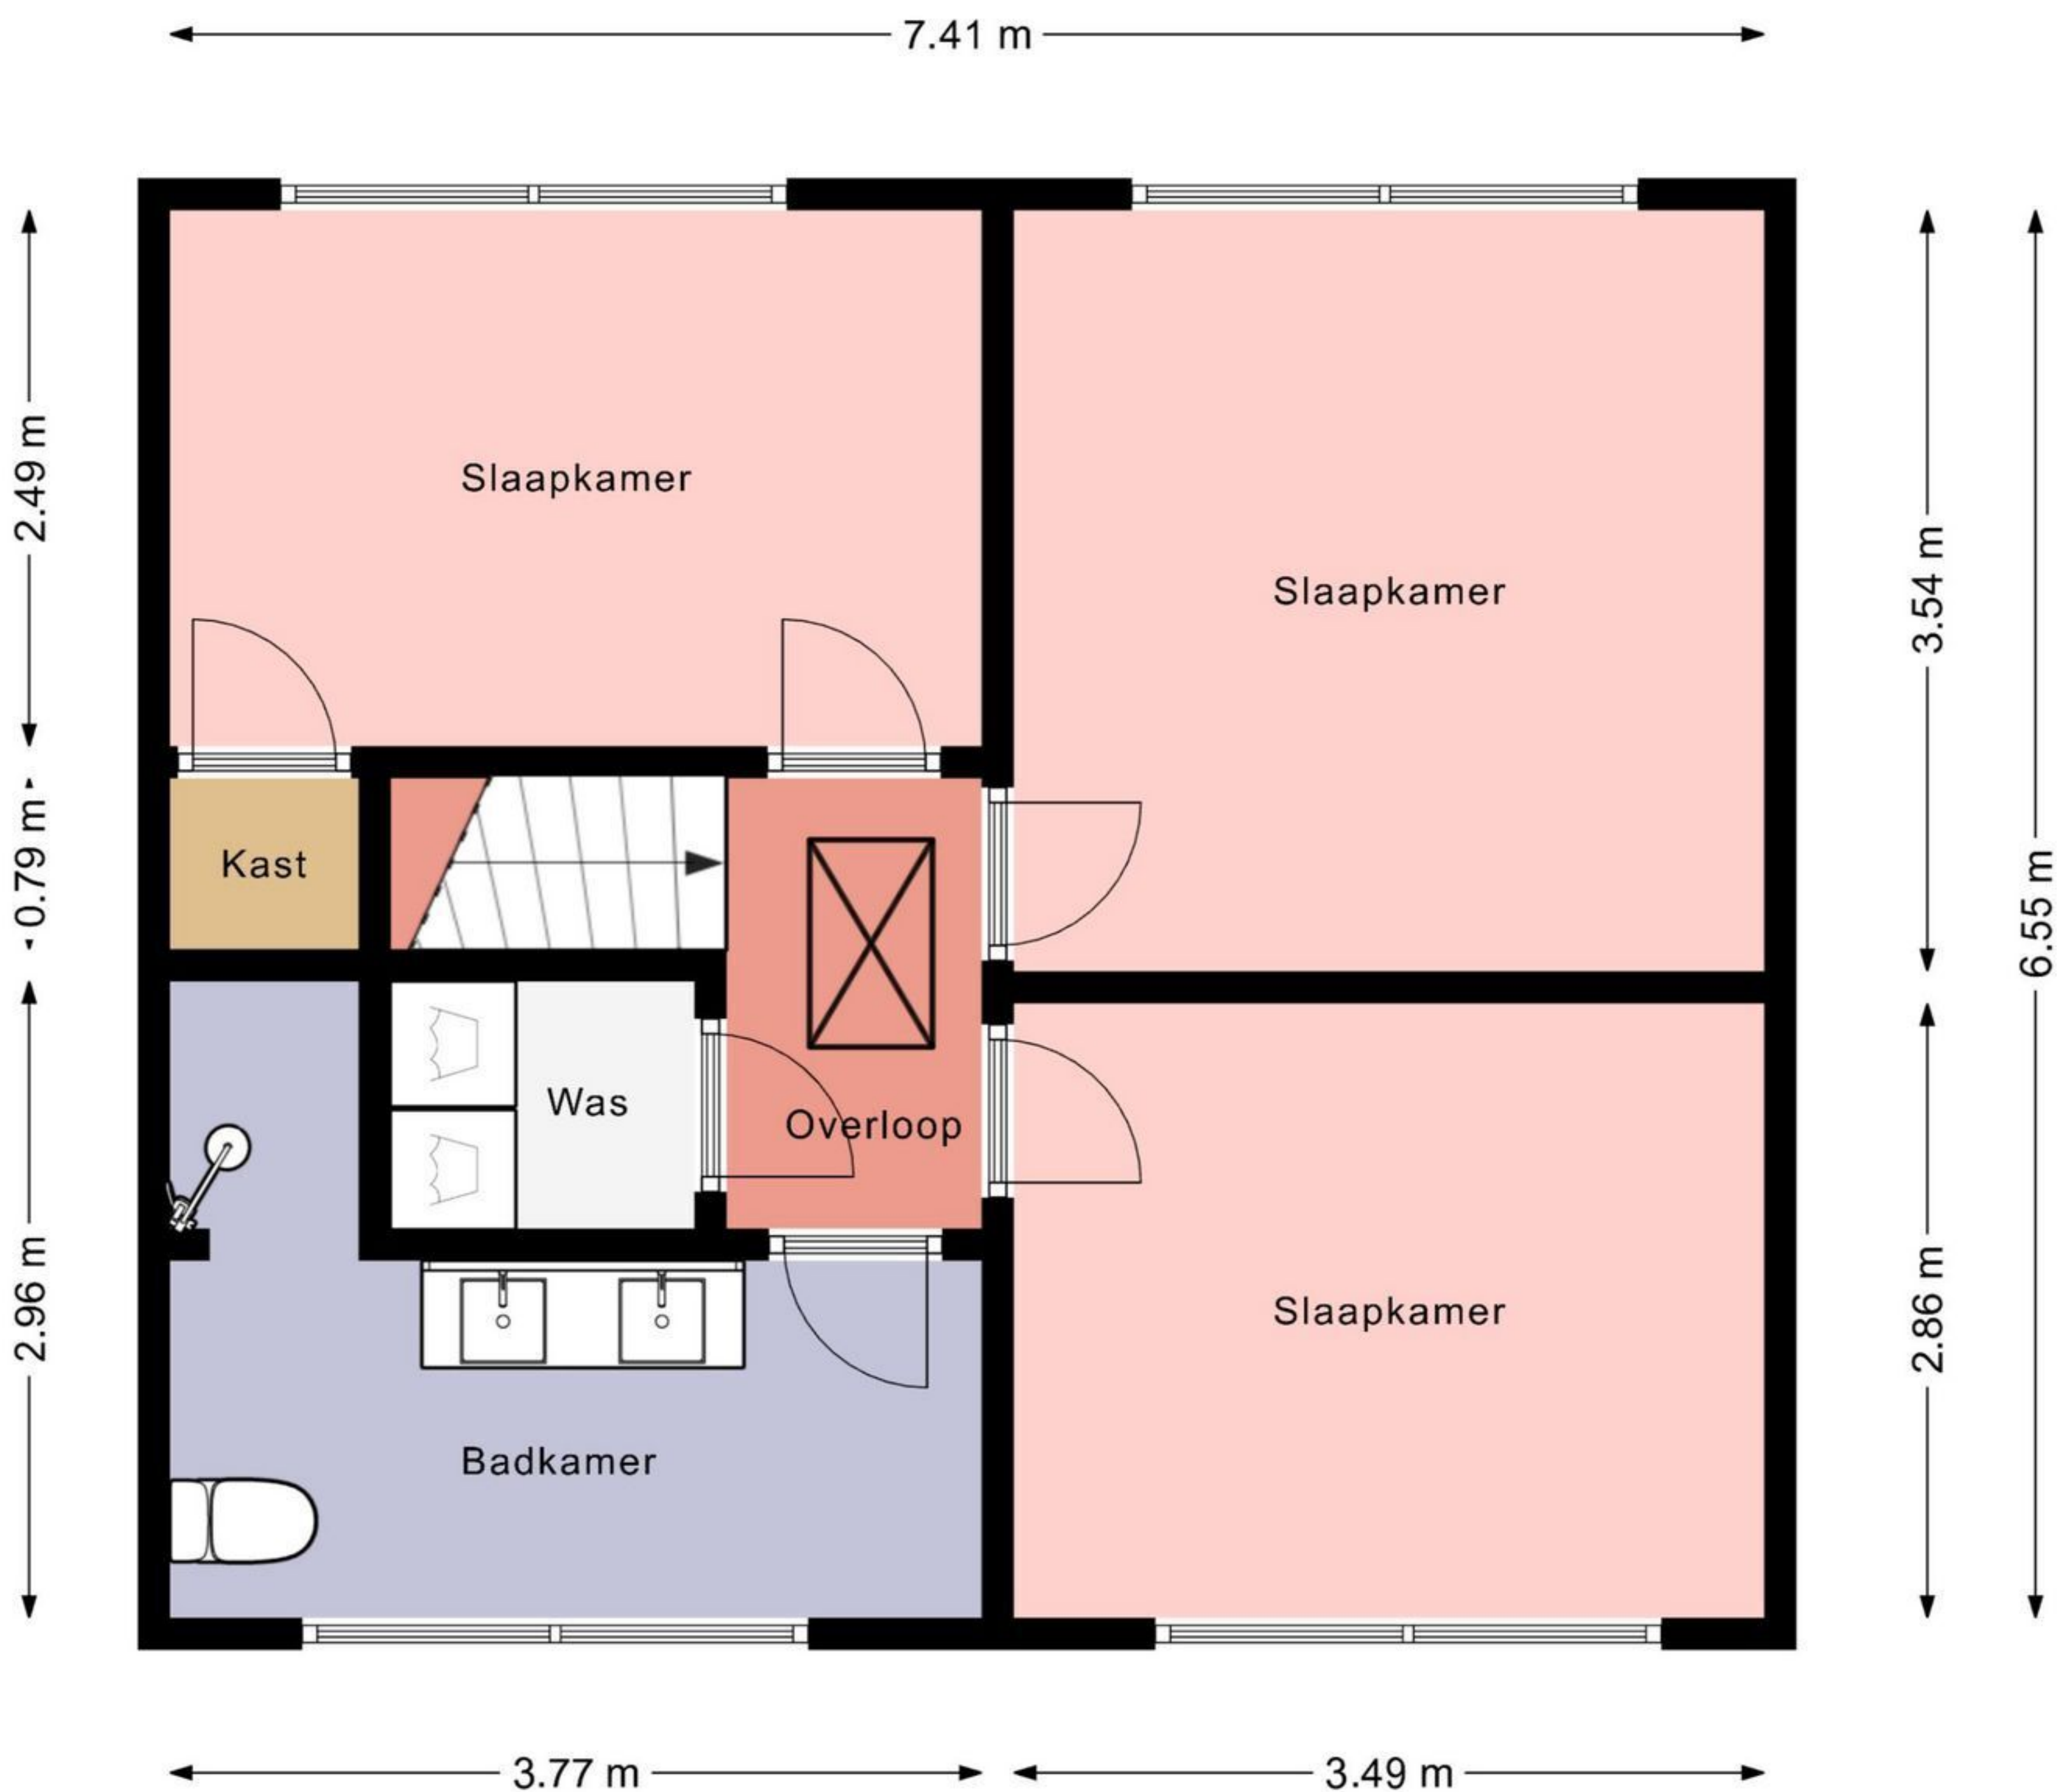 7.41 m
Slaapkamer
2.49 m
Slaapkamer
3.54 m
Kast
0.79 m
6.55 m
Was
Overloop
2.96 m
Slaapkamer
2.86 m
Badkamer
3.77 m
3.49 m